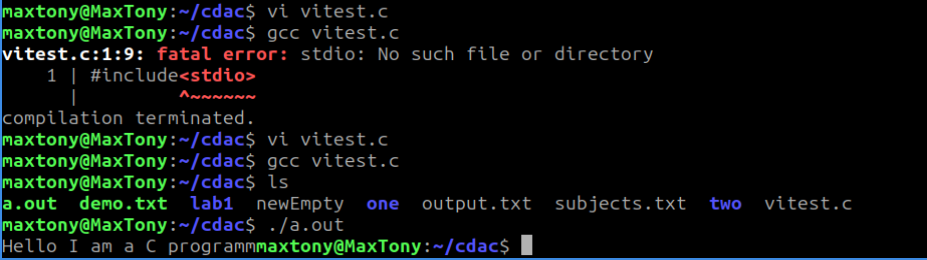 maxtony@MaxTony:~/cdac$ vi vitest.c
maxtony@MaxTony:~/cdac$ gcc vitest.c
vitest.c:1:9: fatal error: stdio: No such file or directory
    1 | #include<stdio>
      |         ^~~~~~~
compilation terminated.
maxtony@MaxTony:~/cdac$ vi vitest.c
maxtony@MaxTony:~/cdac$ gcc vitest.c
maxtony@MaxTony:~/cdac$ ls
a.out  demo.txt  lab1  newEmpty  one  output.txt  subjects.txt  two  vitest.c
maxtony@MaxTony:~/cdac$ ./a.out
Hello I am a C programmmaxtony@MaxTony:~/cdac$